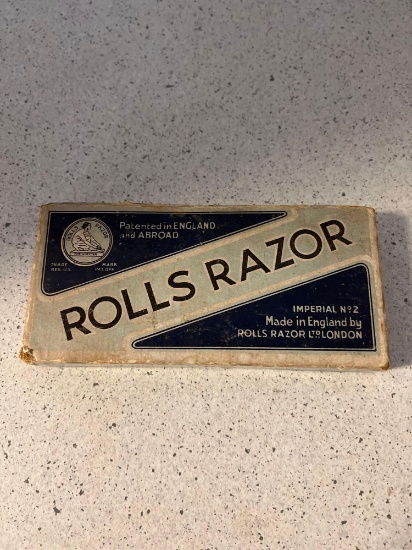 Patented in ENGLAND
and ABROAD
ROLLS RAZOR
TRADE MARK
IMPERIAL Nº2
Made in England by
ROLLS RAZOR LTD LONDON